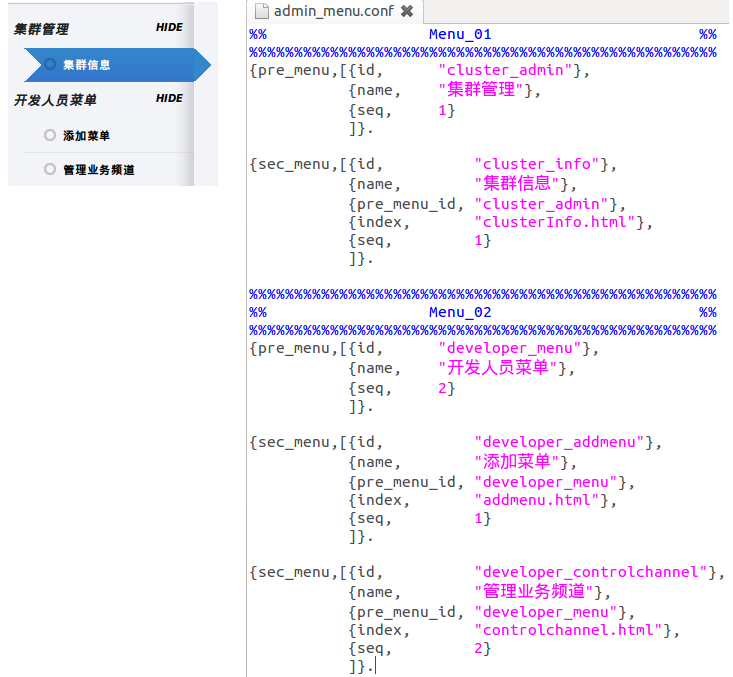 集群管理 HIDE
集群信息
开发人员菜单 HIDE
添加菜单
管理业务频道
admin_menu.conf
%% Menu_01 %%
%%%%%%%%%%%%%%%%%%%%%%%%%%%%%%%%%%%%%%%%%%%%%%%%%%%%
{pre_menu,[{id, "cluster_admin"},
{name, "集群管理"},
{seq, 1}
]}.
{sec_menu,[{id, "cluster_info"},
{name, "集群信息"},
{pre_menu_id, "cluster_admin"},
{index, "clusterInfo.html"},
{seq, 1}
]}.
%%%%%%%%%%%%%%%%%%%%%%%%%%%%%%%%%%%%%%%%%%%%%%%%%%%%
%% Menu_02 %%
%%%%%%%%%%%%%%%%%%%%%%%%%%%%%%%%%%%%%%%%%%%%%%%%%%%%
{pre_menu,[{id, "developer_menu"},
{name, "开发人员菜单"},
{seq, 2}
]}.
{sec_menu,[{id, "developer_addmenu"},
{name, "添加菜单"},
{pre_menu_id, "developer_menu"},
{index, "addmenu.html"},
{seq, 1}
]}.
{sec_menu,[{id, "developer_controlchannel"},
{name, "管理业务频道"},
{pre_menu_id, "developer_menu"},
{index, "controlchannel.html"},
{seq, 2}
]}.